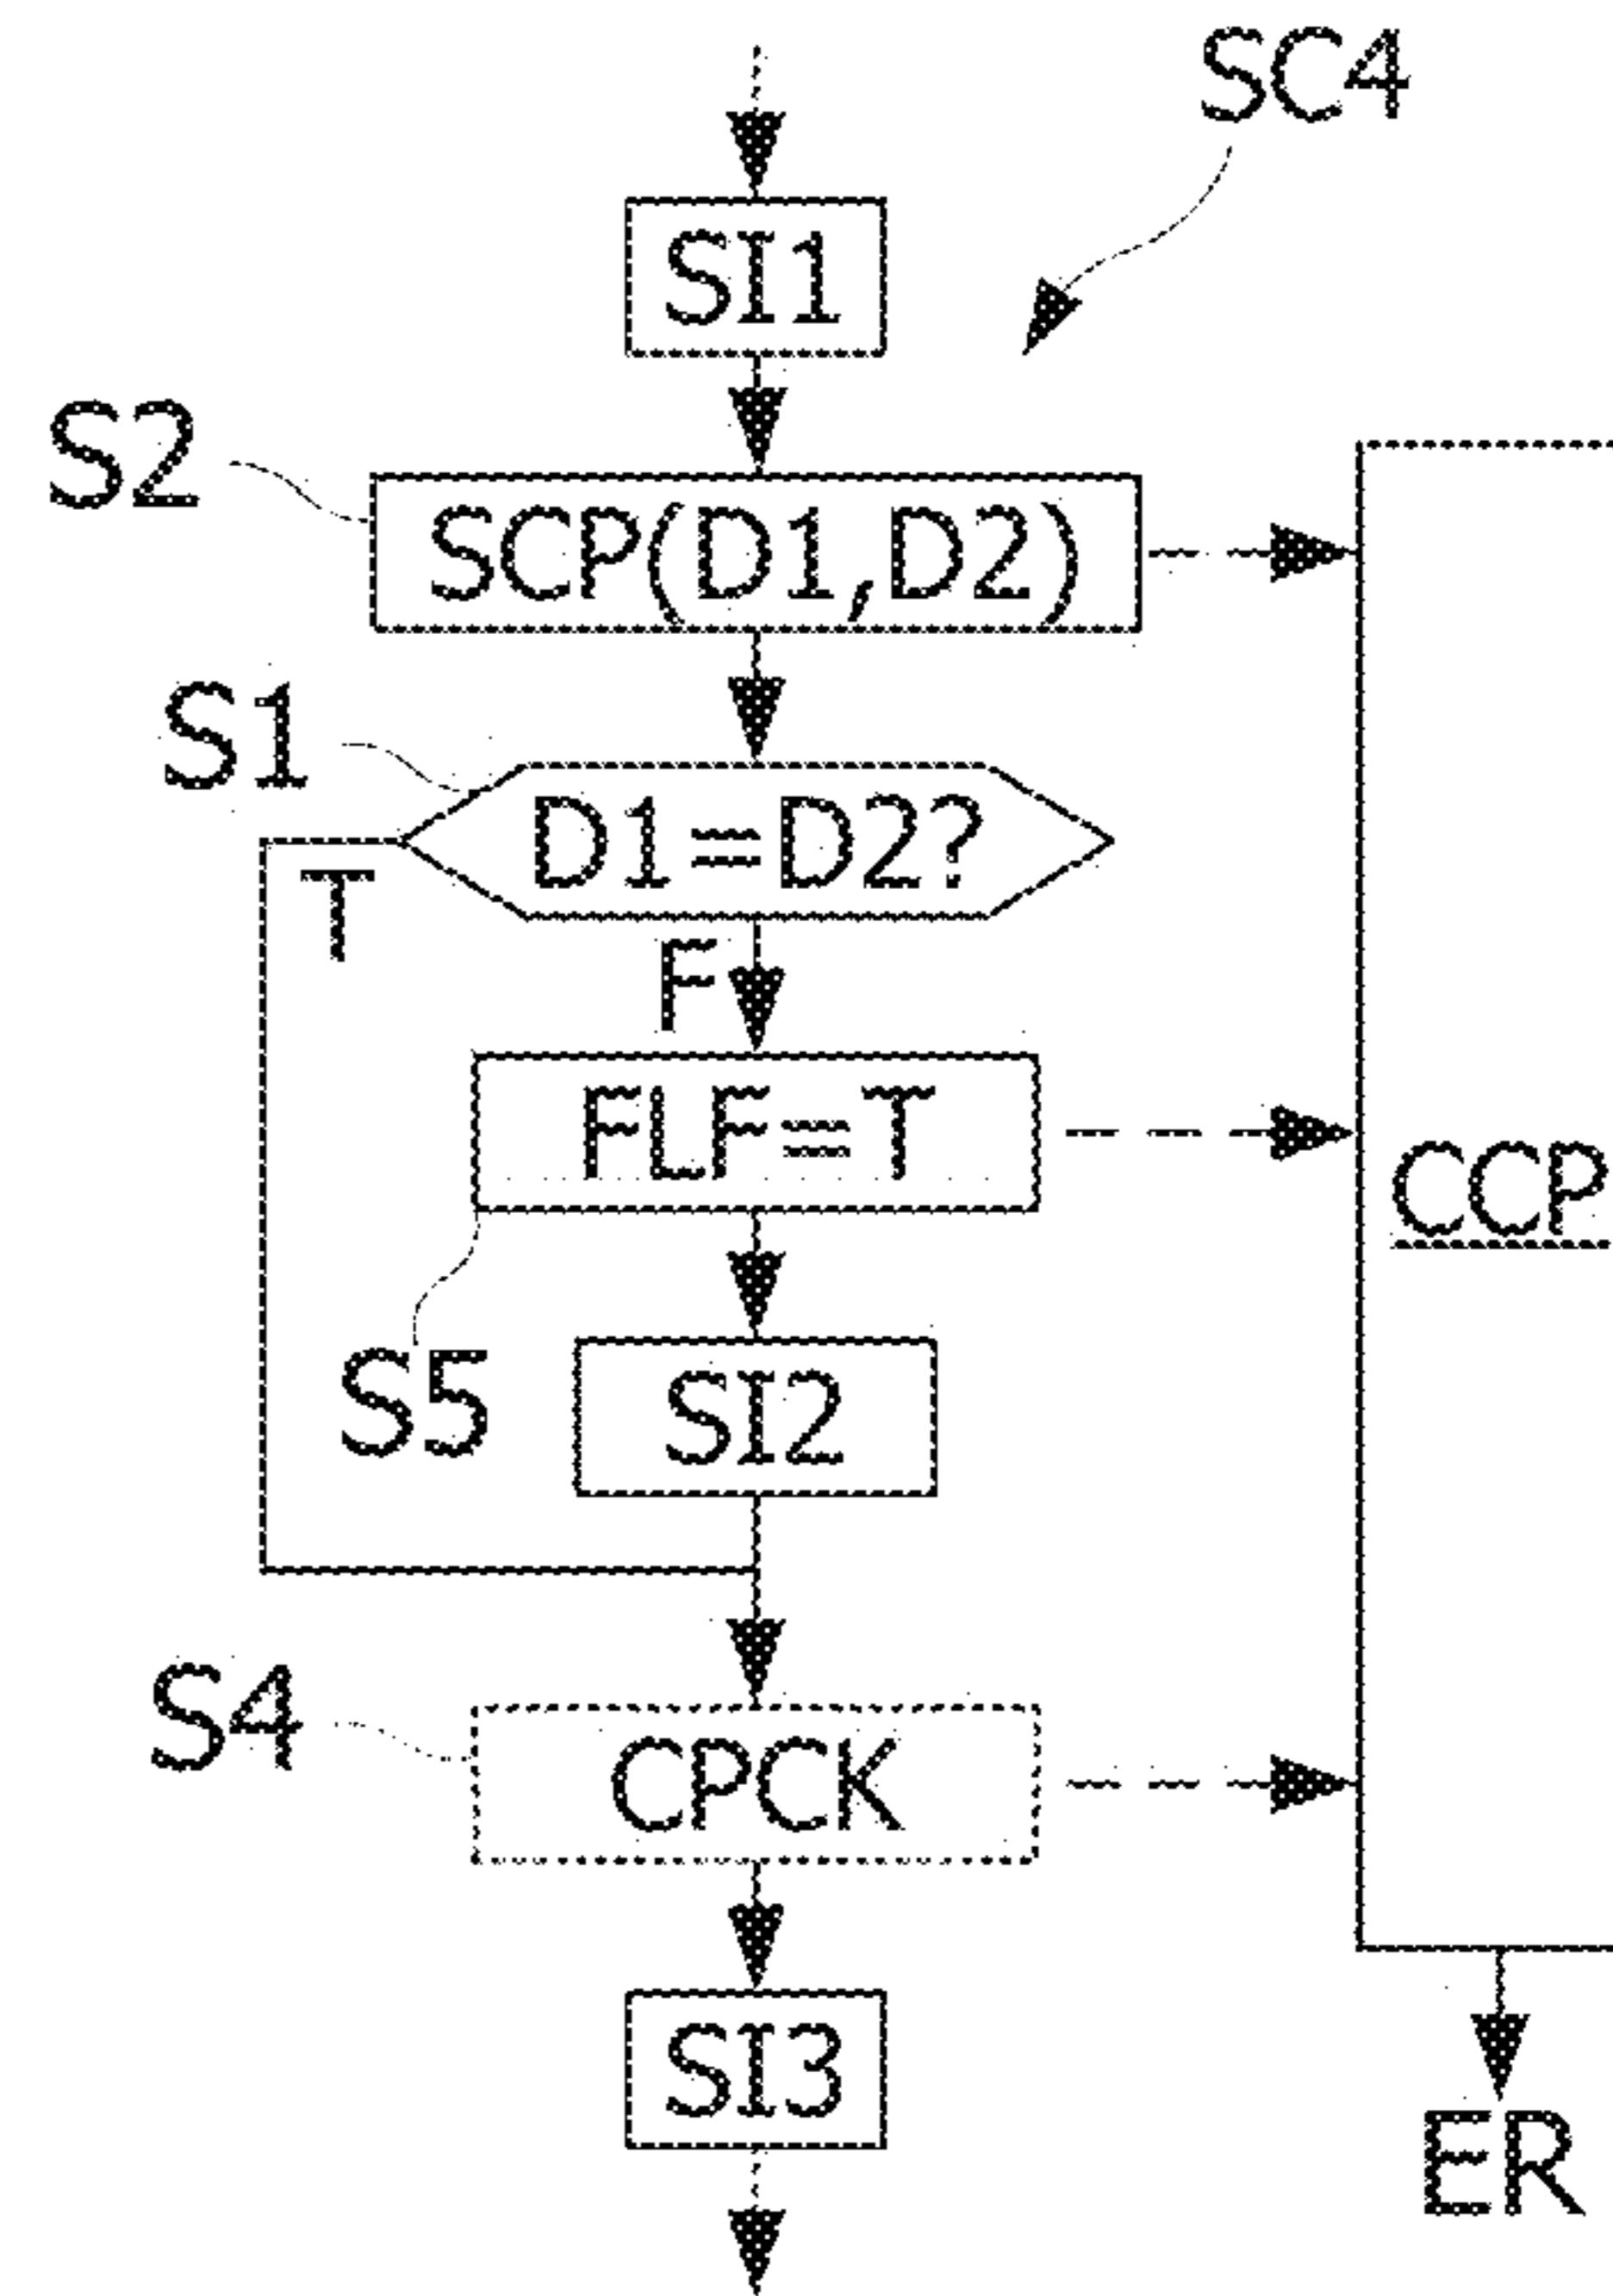 SC4
SI1
S2
SCP(D1,D2)
S1
D1=D2?
T
F
FLF=T
CCP
S5
SI2
S4
CPCK
SI3
ER